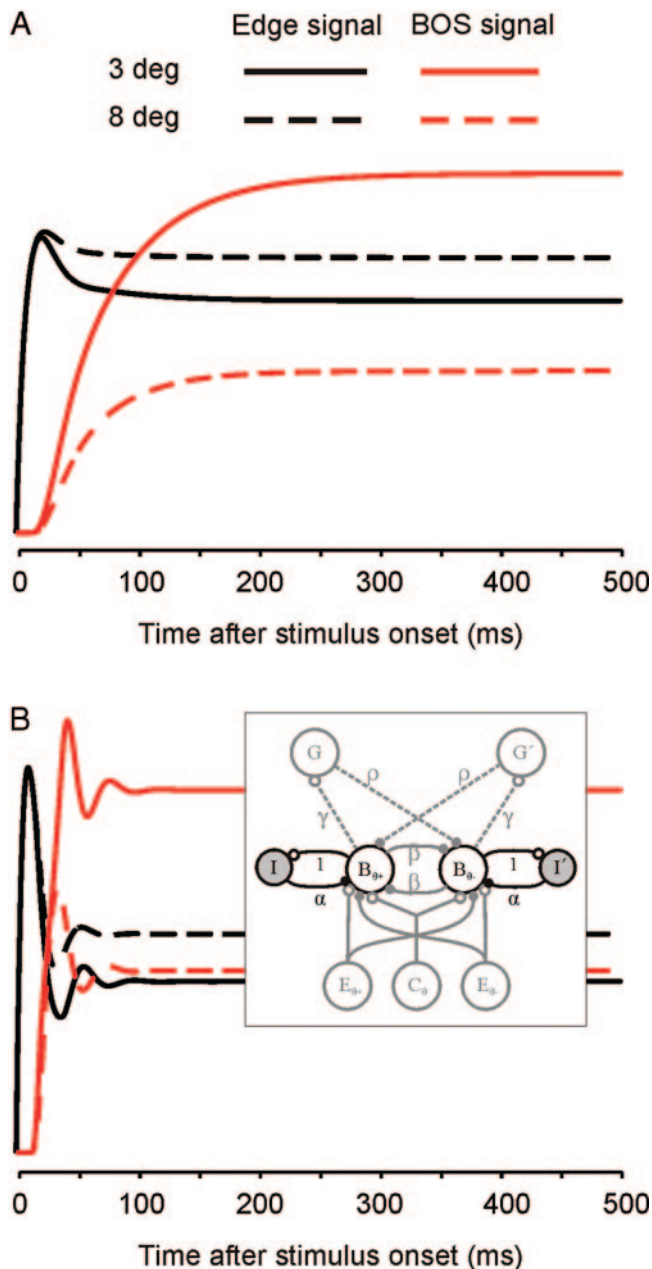 A
Edge signal BOS signal
3 deg
8 deg
0 100 200 300 400 500
Time after stimulus onset (ms)
B
G G´
ρ ρ
γ γ
β
I 1 Bθ+ Bθ- 1 I´
β
α α
Eθ+ Cθ Eθ-
0 100 200 300 400 500
Time after stimulus onset (ms)